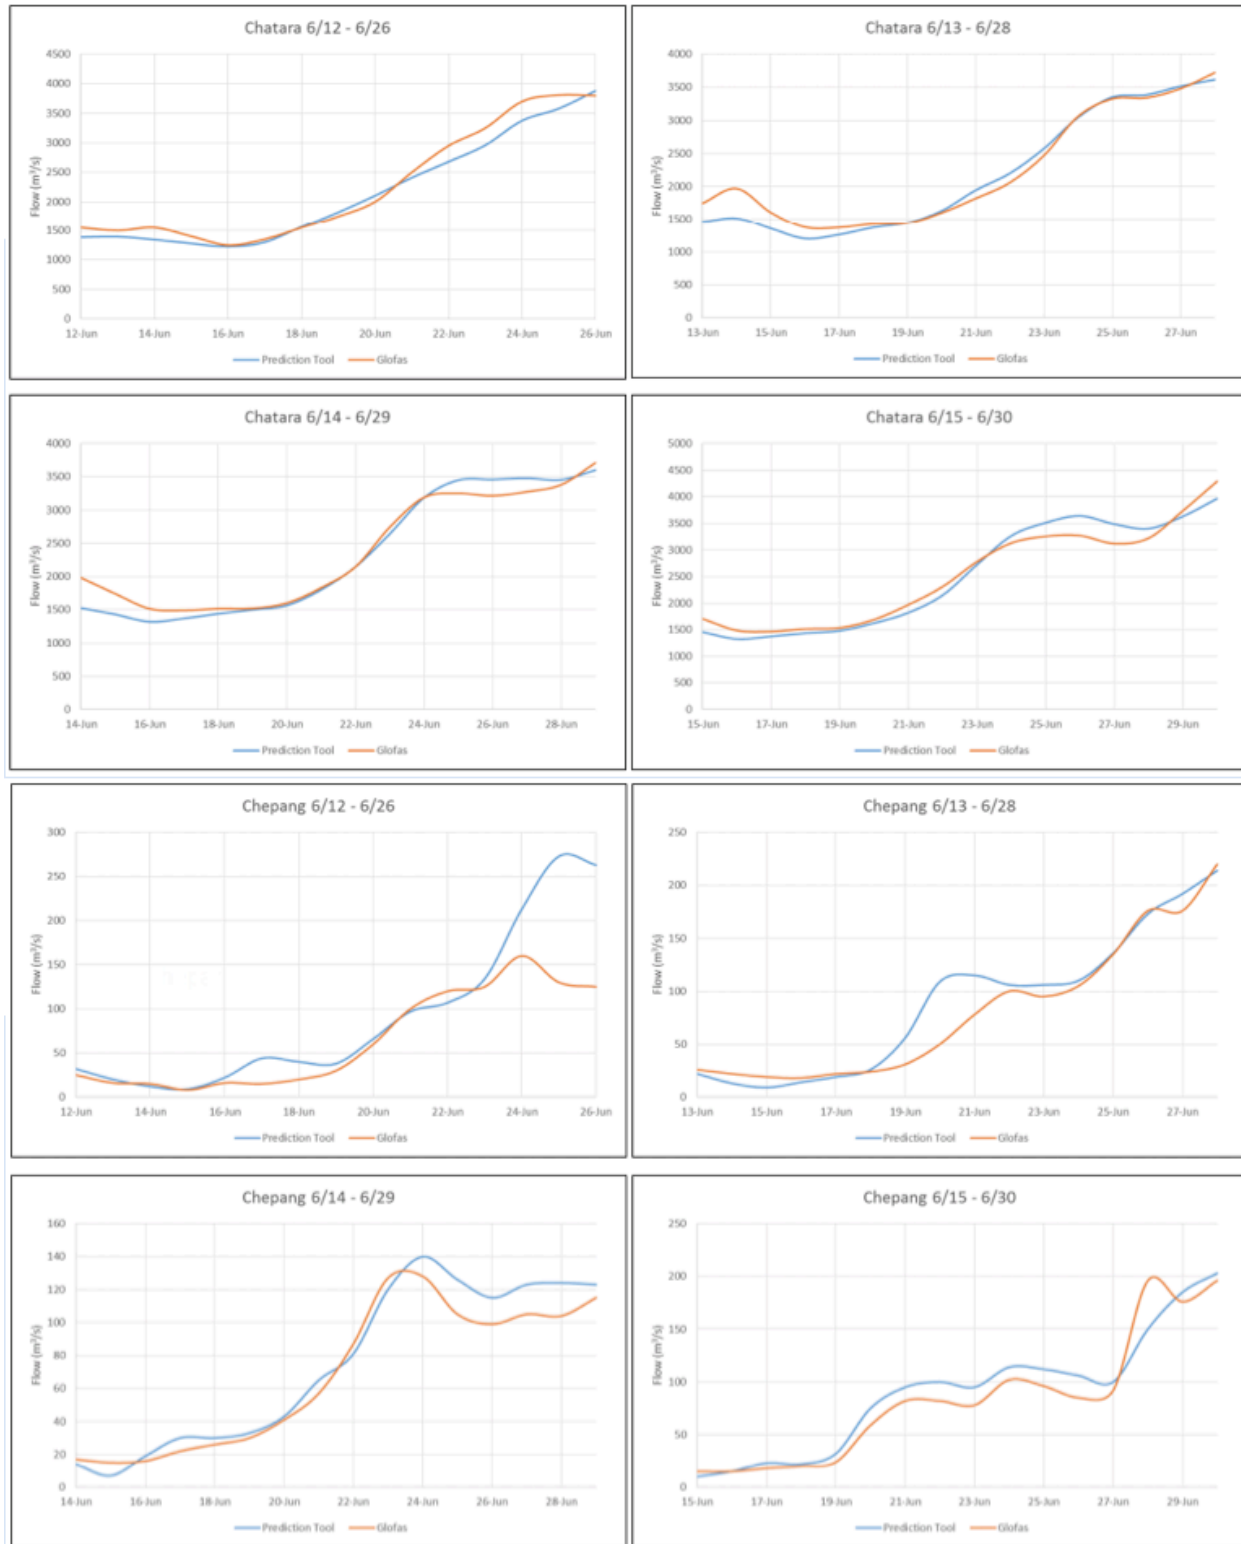 Chatara 6/12 - 6/26
Flow (m³/s)
4500
4000
3500
3000
2500
2000
1500
1000
500
0
12-Jun 14-Jun 16-Jun 18-Jun 20-Jun 22-Jun 24-Jun 26-Jun
Prediction Tool Glofas
Chatara 6/13 - 6/28
Flow (m³/s)
4000
3500
3000
2500
2000
1500
1000
500
0
13-Jun 15-Jun 17-Jun 19-Jun 21-Jun 23-Jun 25-Jun 27-Jun
Prediction Tool Glofas
Chatara 6/14 - 6/29
Flow (m³/s)
4000
3500
3000
2500
2000
1500
1000
500
0
14-Jun 16-Jun 18-Jun 20-Jun 22-Jun 24-Jun 26-Jun 28-Jun
Prediction Tool Glofas
Chatara 6/15 - 6/30
Flow (m³/s)
5000
4500
4000
3500
3000
2500
2000
1500
1000
500
0
15-Jun 17-Jun 19-Jun 21-Jun 23-Jun 25-Jun 27-Jun 29-Jun
Prediction Tool Glofas
Chepang 6/12 - 6/26
Flow (m³/s)
300
250
200
150
100
50
0
12-Jun 14-Jun 16-Jun 18-Jun 20-Jun 22-Jun 24-Jun 26-Jun
Prediction Tool Glofas
Chepang 6/13 - 6/28
Flow (m³/s)
250
200
150
100
50
0
13-Jun 15-Jun 17-Jun 19-Jun 21-Jun 23-Jun 25-Jun 27-Jun
Prediction Tool Glofas
Chepang 6/14 - 6/29
Flow (m³/s)
160
140
120
100
80
60
40
20
0
14-Jun 16-Jun 18-Jun 20-Jun 22-Jun 24-Jun 26-Jun 28-Jun
Prediction Tool Glofas
Chepang 6/15 - 6/30
Flow (m³/s)
250
200
150
100
50
0
15-Jun 17-Jun 19-Jun 21-Jun 23-Jun 25-Jun 27-Jun 29-Jun
Prediction Tool Glofas